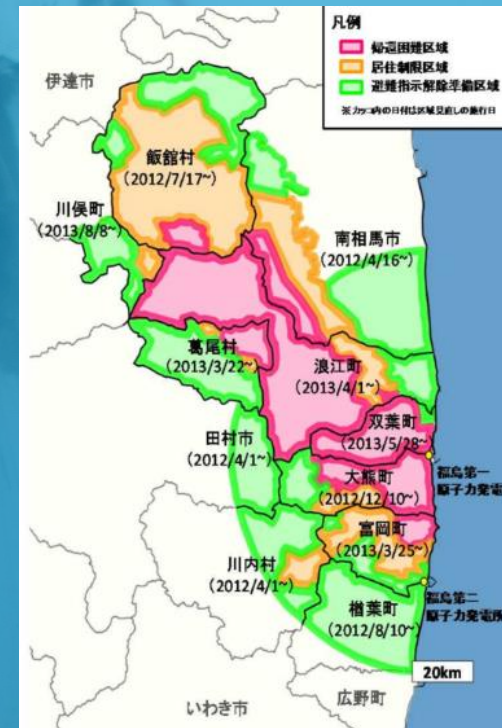 凡例
帰還困難区域
居住制限区域
避難指示解除準備区域
※カッコ内の日付は区域見直しの施行日
伊達市
飯舘村
(2012/7/17~)
川俣町
(2013/8/8~)
南相馬市
(2012/4/16~)
葛尾村
(2013/3/22~)
浪江町
(2013/4/1~)
双葉町
(2013/5/28~
田村市
(2012/4/1~)
福島第一
原子力発電
大熊町
(2012/12/10~)
富岡町
(2013/3/25~)
川内村
(2012/4/1~)
福島第二
原子力発電所
楢葉町
(2012/8/10~)
20km
広野町
いわき市